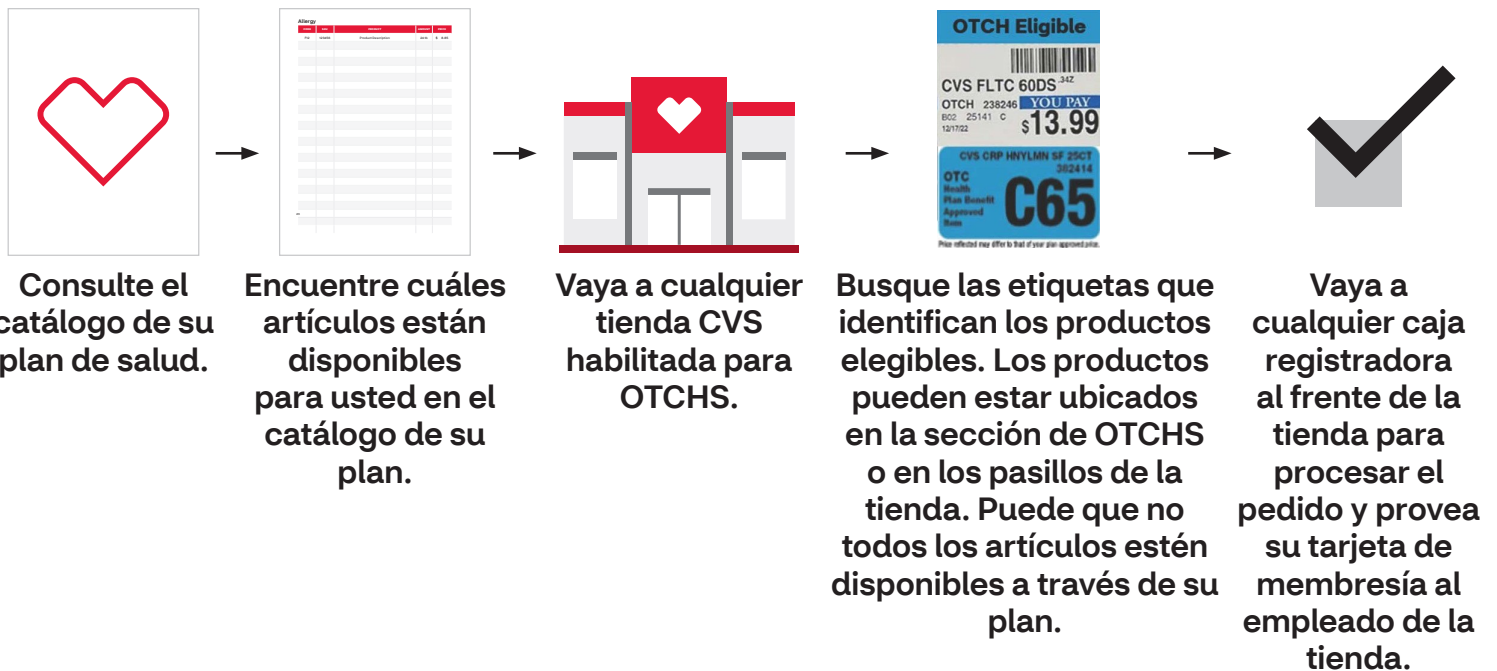 Allergy
OTCH Eligible
CVS FLTC 60DS .34Z
OTCH 238246 YOU PAY
B02 25141 C
12/17/22
$13.99
CVS CRP HNYLMN SF 25CT
382414
OTC
Health
Plan Benefit
Approved
Item
C65
Price reflected may differ to that of your plan-approved price.
Consulte el
catálogo de su
plan de salud.
Encuentre cuáles
artículos están
disponibles
para usted en el
catálogo de su
plan.
Vaya a cualquier
tienda CVS
habilitada para
OTCHS.
Busque las etiquetas que
identifican los productos
elegibles. Los productos
pueden estar ubicados
en la sección de OTCHS
o en los pasillos de la
tienda. Puede que no
todos los artículos estén
disponibles a través de su
plan.
Vaya a
cualquier caja
registradora
al frente de la
tienda para
procesar el
pedido y provea
su tarjeta de
membresía al
empleado de la
tienda.